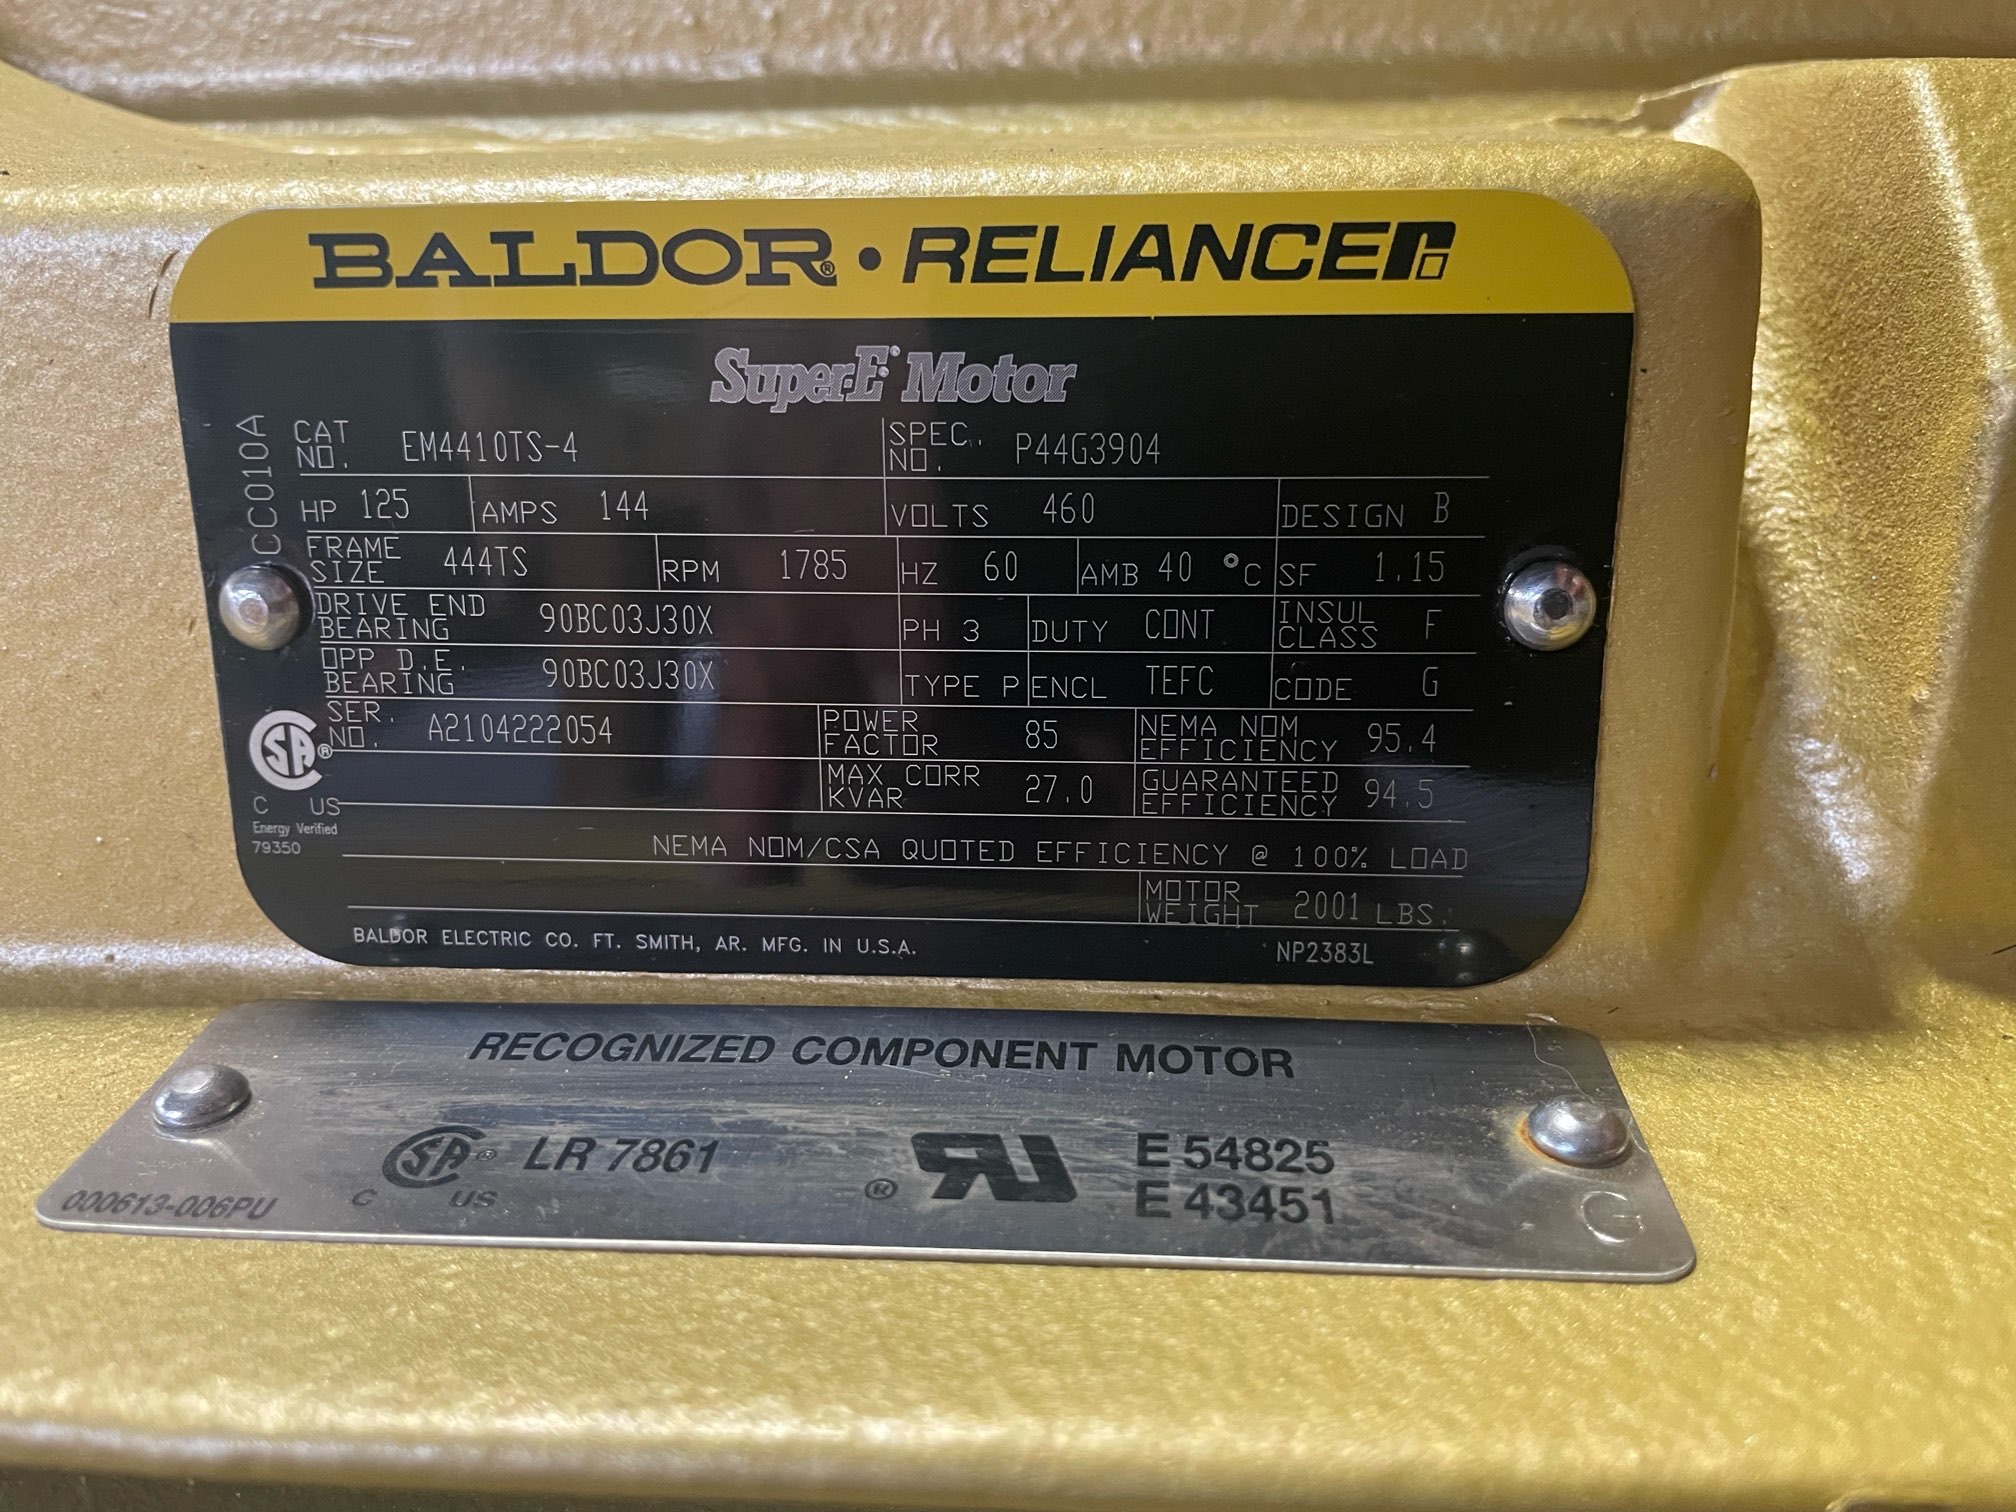 BALDOR® • RELIANCE
SuperE® Motor
CC010A
CAT NO. EM4410TS-4 SPEC. NO. P44G3904
HP 125 AMPS 144 VOLTS 460 DESIGN B
FRAME SIZE 444TS RPM 1785 HZ 60 AMB 40 °C SF 1.15
DRIVE END BEARING 90BC03J30X PH 3 DUTY CONT INSUL CLASS F
OPP D.E. BEARING 90BC03J30X TYPE P ENCL TEFC CODE G
SER. NO. A2104222054 POWER FACTOR 85 NEMA NOM EFFICIENCY 95.4
MAX CORR KVAR 27.0 GUARANTEED EFFICIENCY 94.5
SA®
C US
Energy Verified
79350
NEMA NOM/CSA QUOTED EFFICIENCY @ 100% LOAD
MOTOR WEIGHT 2001 LBS.
BALDOR ELECTRIC CO. FT. SMITH, AR. MFG. IN U.S.A. NP2383L
RECOGNIZED COMPONENT MOTOR
SA® LR 7861 ® RU E 54825
C US E 43451
000613-006PU G